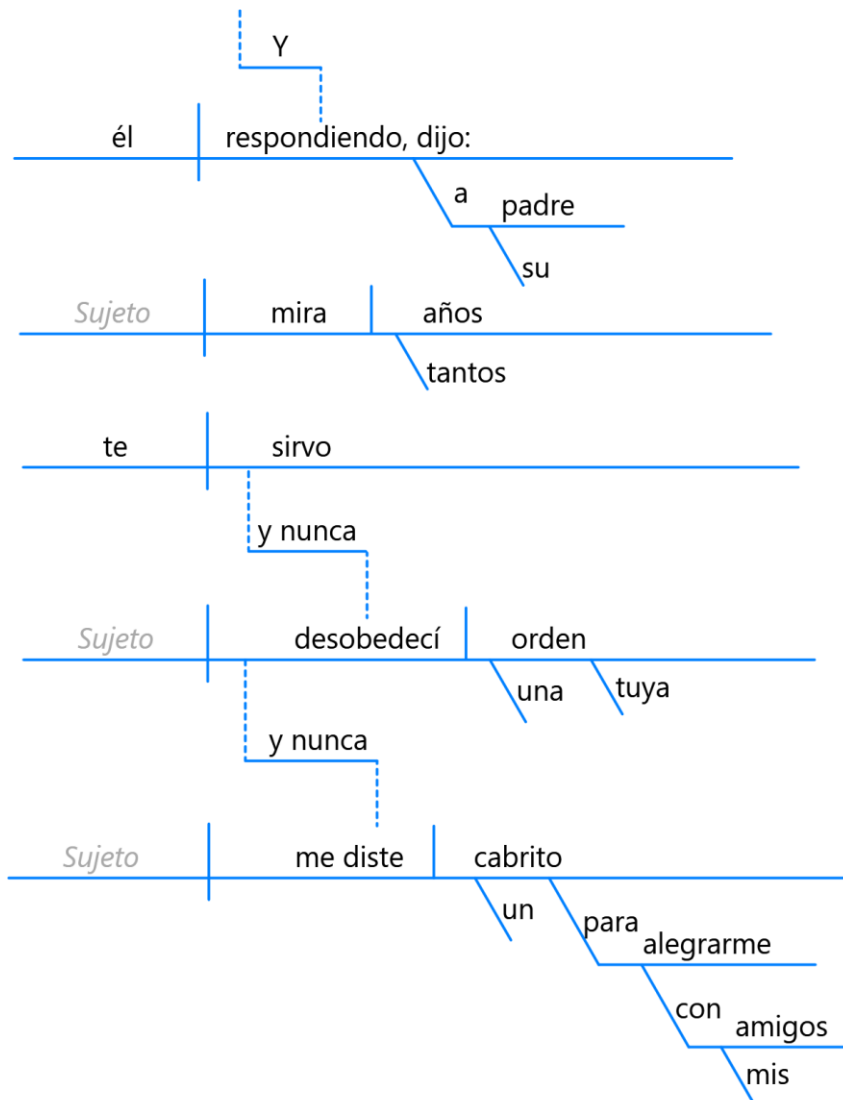 Y
él respondiendo, dijo:
a padre
su
Sujeto mira años
tantos
te sirvo
y nunca
Sujeto desobedecí orden
una tuya
y nunca
Sujeto me diste cabrito
un para
alegrarme
con amigos
mis